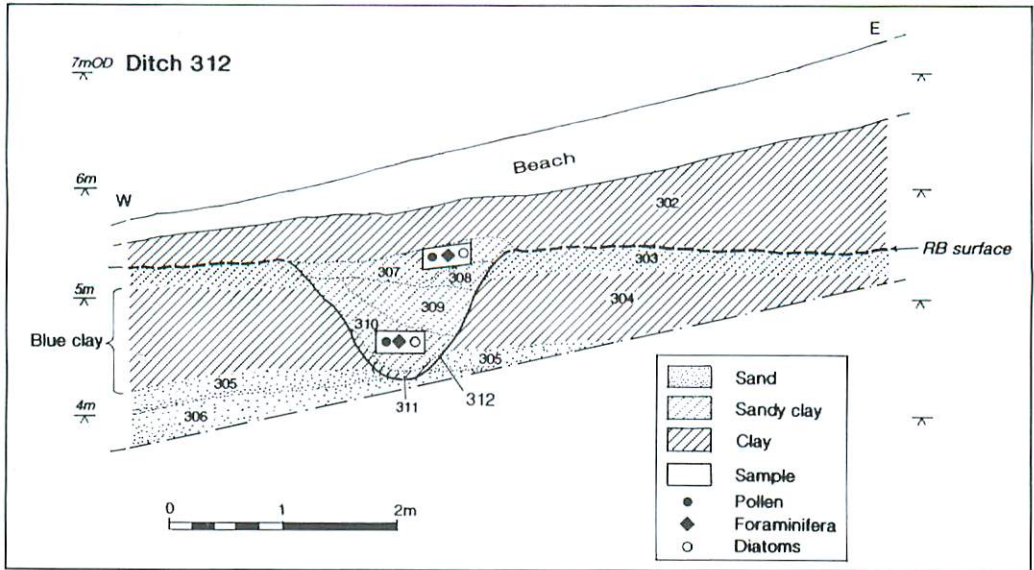 7mOD Ditch 312
E
Beach
6m
W
302
RB surface
303
307
308
5m
304
309
Blue clay
310
305
305
4m
306
311
312
Sand
Sandy clay
Clay
Sample
Pollen
Foraminifera
Diatoms
0 1 2m